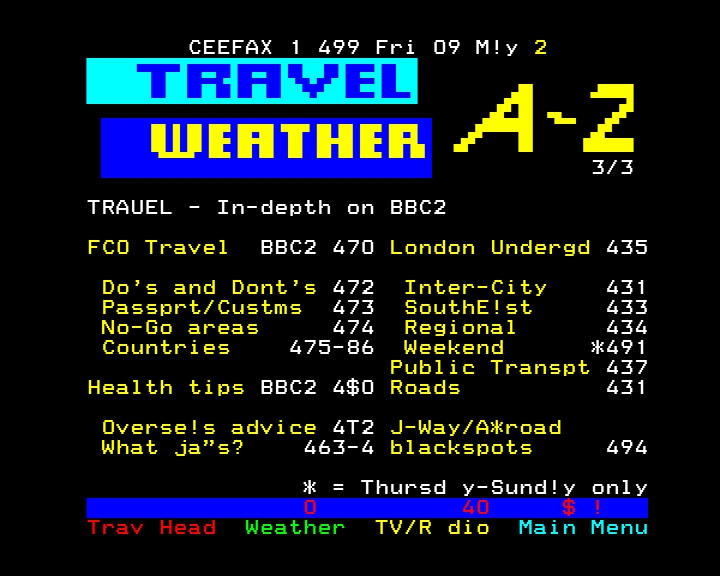 CEEFAX 1 499 Fri 09 M!y 2
TRAVEL
WEATHER
A-Z
3/3
TRAUEL - In-depth on BBC2
FCO Travel BBC2 470 London Undergd 435
Do's and Dont's 472 Inter-City 431
Passprt/Custms 473 SouthE!st 433
No-Go areas 474 Regional 434
Countries 475-86 Weekend *491
Public Transpt 437
Health tips BBC2 4$0 Roads 431
Overse!s advice 4T2 J-Way/A*road
What ja"s? 463-4 blackspots 494
* = Thursd y-Sund!y only
0 40 $ !
Trav Head Weather TV/R dio Main Menu